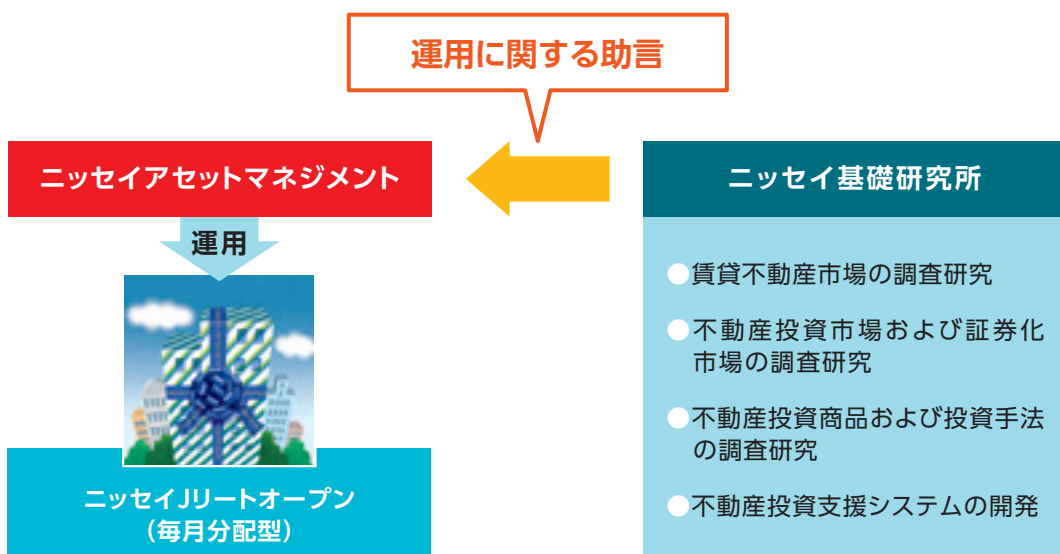 運用に関する助言
ニッセイアセットマネジメント
運用
ニッセイJリートオープン
(毎月分配型)
ニッセイ基礎研究所
●賃貸不動産市場の調査研究
●不動産投資市場および証券化
市場の調査研究
●不動産投資商品および投資手法
の調査研究
●不動産投資支援システムの開発